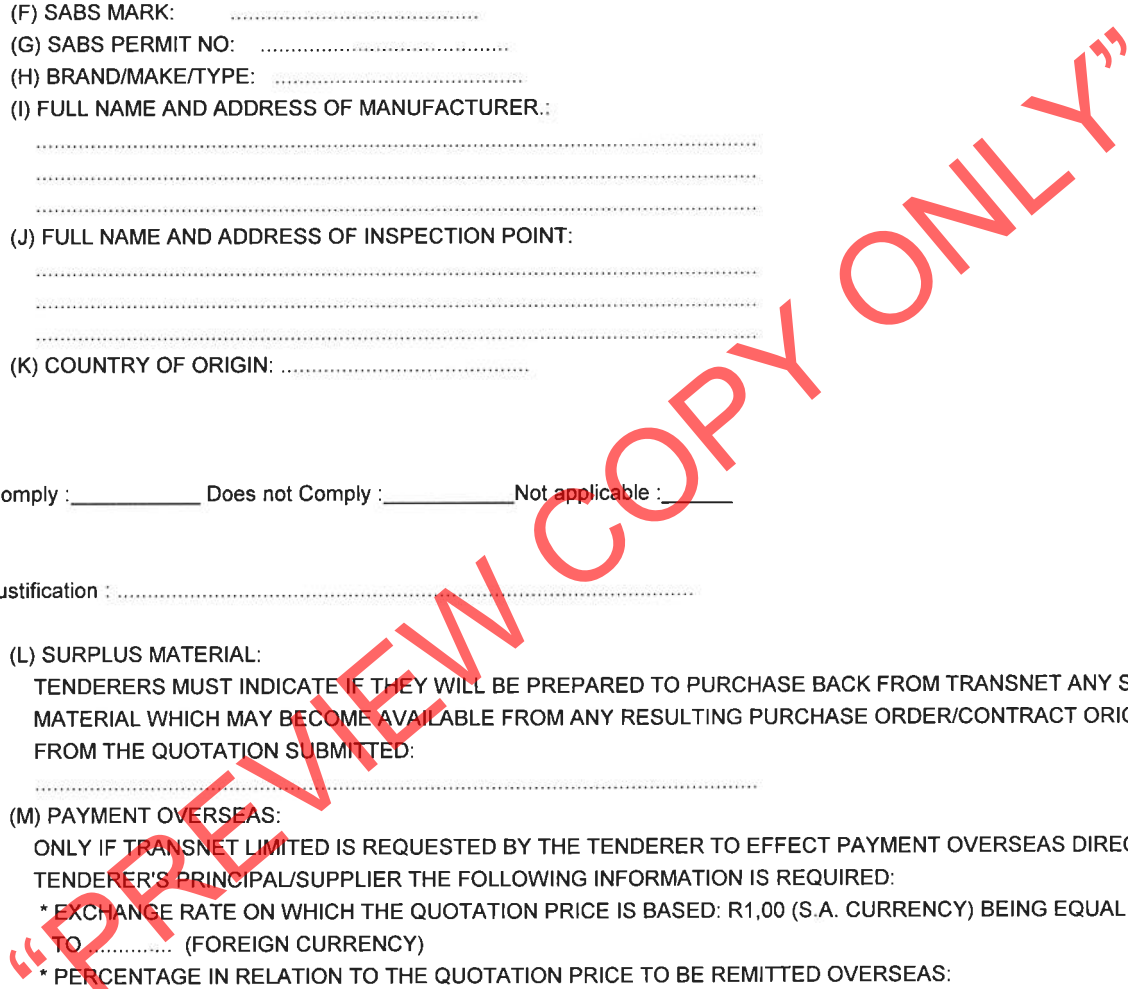 (F) SABS MARK: ............................................
(G) SABS PERMIT NO: ............................................
(H) BRAND/MAKE/TYPE: ............................................
(I) FULL NAME AND ADDRESS OF MANUFACTURER.:
................................................................................
................................................................................
................................................................................
(J) FULL NAME AND ADDRESS OF INSPECTION POINT:
................................................................................
................................................................................
................................................................................
(K) COUNTRY OF ORIGIN: ............................................
omply :____________ Does not Comply :____________Not applicable :______
ustification : ................................................................................
(L) SURPLUS MATERIAL:
TENDERERS MUST INDICATE IF THEY WILL BE PREPARED TO PURCHASE BACK FROM TRANSNET ANY S
MATERIAL WHICH MAY BECOME AVAILABLE FROM ANY RESULTING PURCHASE ORDER/CONTRACT ORIG
FROM THE QUOTATION SUBMITTED:
................................................................................
(M) PAYMENT OVERSEAS:
ONLY IF TRANSNET LIMITED IS REQUESTED BY THE TENDERER TO EFFECT PAYMENT OVERSEAS DIREC
TENDERER'S PRINCIPAL/SUPPLIER THE FOLLOWING INFORMATION IS REQUIRED:
* EXCHANGE RATE ON WHICH THE QUOTATION PRICE IS BASED: R1,00 (S.A. CURRENCY) BEING EQUAL
TO .............. (FOREIGN CURRENCY)
* PERCENTAGE IN RELATION TO THE QUOTATION PRICE TO BE REMITTED OVERSEAS:
“PREVIEW COPY ONLY”